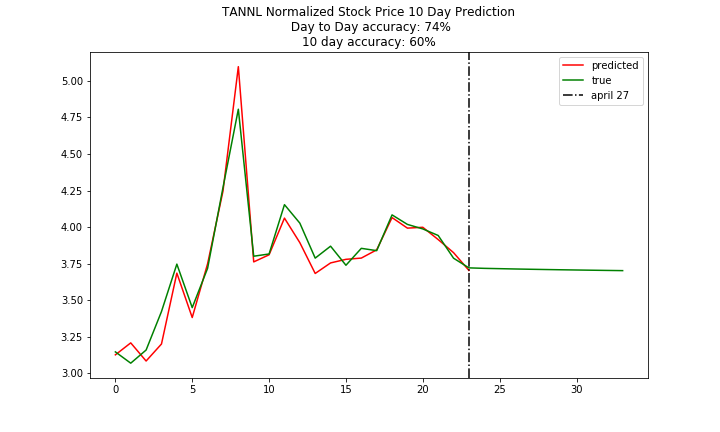 TANNL Normalized Stock Price 10 Day Prediction
Day to Day accuracy: 74%
10 day accuracy: 60%
predicted
true
april 27
5.00
4.75
4.50
4.25
4.00
3.75
3.50
3.25
3.00
0 5 10 15 20 25 30